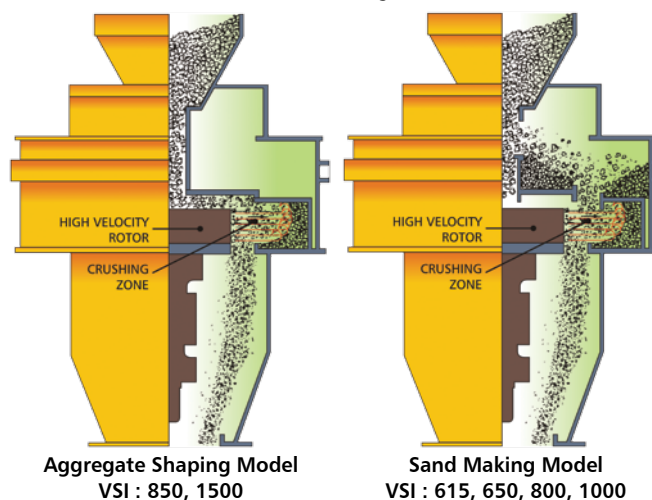 HIGH VELOCITY
ROTOR
CRUSHING
ZONE
HIGH VELOCITY
ROTOR
CRUSHING
ZONE
Aggregate Shaping Model
VSI : 850, 1500
Sand Making Model
VSI : 615, 650, 800, 1000